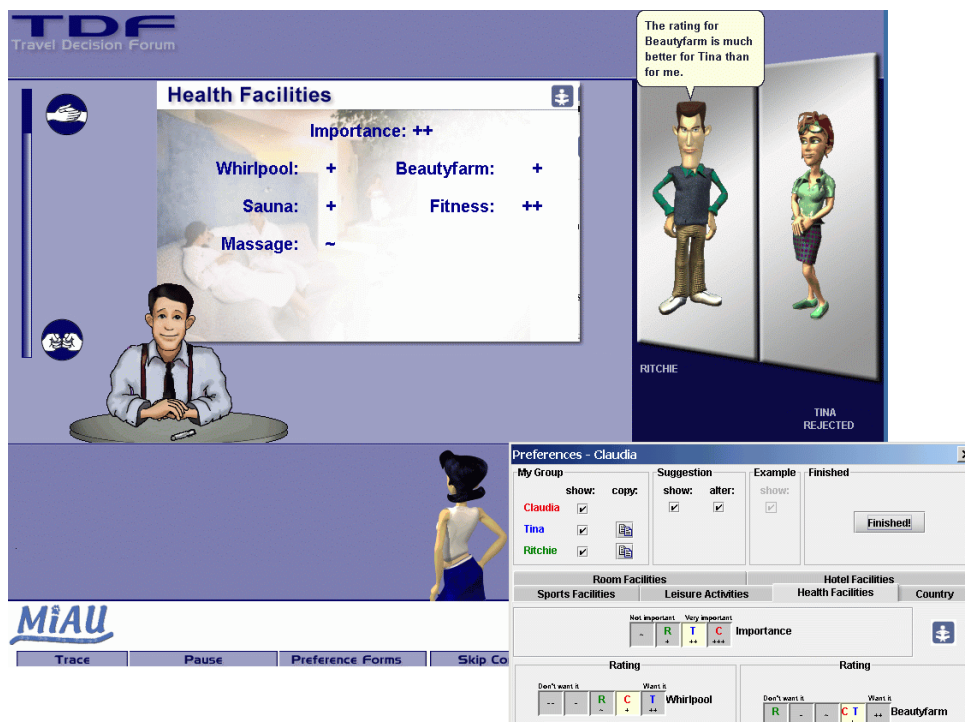 TDF
Travel Decision Forum
The rating for
Beautyfarm is much
better for Tina than
for me.
Health Facilities
Importance: ++
Whirlpool: + Beautyfarm: +
Sauna: + Fitness: ++
Massage: ~
RITCHIE
TINA
REJECTED
Preferences - Claudia
My Group Suggestion Example Finished
show: copy: show: alter: show:
Claudia
Tina
Ritchie
Finished!
Room Facilities Hotel Facilities
Sports Facilities Leisure Activities Health Facilities Country
Not important Very important
~ R T C Importance
+ ++ +++
Rating Rating
Don't want it Want it
-- - R C T Whirlpool
~ + ++
Don't want it Want it
R - ~ C T ++ Beautyfarm
MiAU
Trace Pause Preference Forms Skip Co